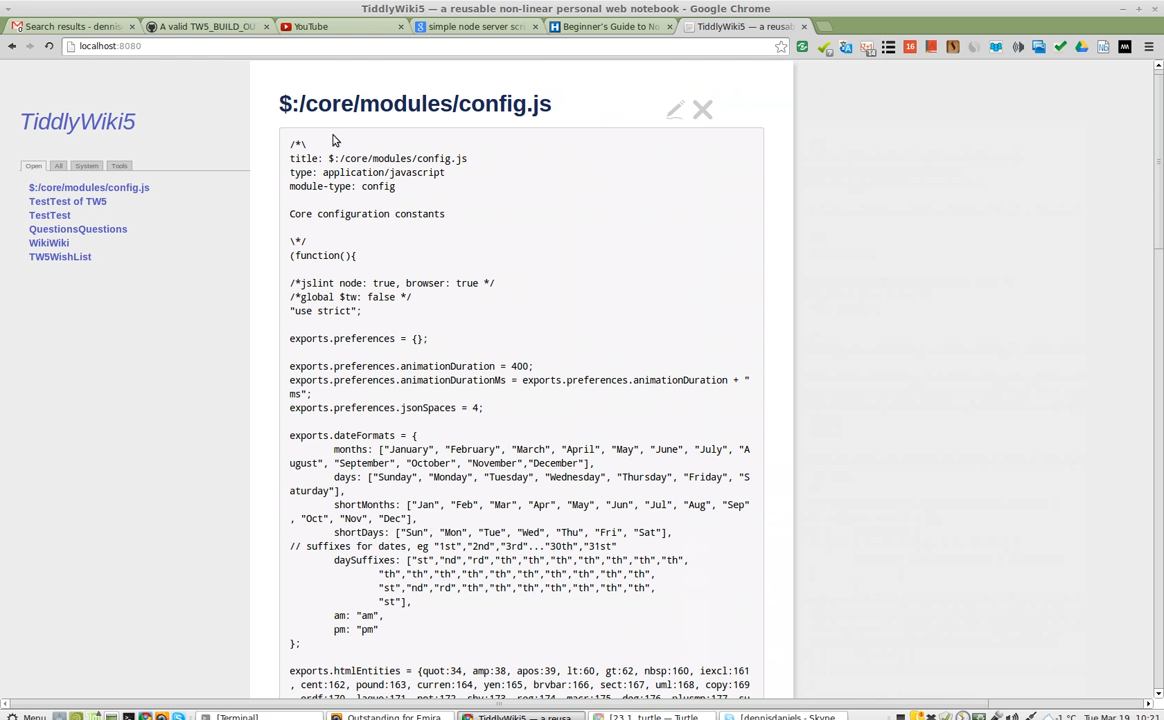 TiddlyWiki5 — a reusable non-linear personal web notebook - Google Chrome
Search results - dennis
A valid TW5_BUILD_OU
YouTube
simple node server scri
Beginner's Guide to No
TiddlyWiki5 — a reusab
localhost:8080
16
TiddlyWiki5
Open All System Tools
$:/core/modules/config.js
TestTest of TW5
TestTest
QuestionsQuestions
WikiWiki
TW5WishList
$:/core/modules/config.js
/*\
title: $:/core/modules/config.js
type: application/javascript
module-type: config
Core configuration constants
\*/
(function(){
/*jslint node: true, browser: true */
/*global $tw: false */
"use strict";
exports.preferences = {};
exports.preferences.animationDuration = 400;
exports.preferences.animationDurationMs = exports.preferences.animationDuration + "
ms";
exports.preferences.jsonSpaces = 4;
exports.dateFormats = {
months: ["January", "February", "March", "April", "May", "June", "July", "A
ugust", "September", "October", "November","December"],
days: ["Sunday", "Monday", "Tuesday", "Wednesday", "Thursday", "Friday", "S
aturday"],
shortMonths: ["Jan", "Feb", "Mar", "Apr", "May", "Jun", "Jul", "Aug", "Sep"
, "Oct", "Nov", "Dec"],
shortDays: ["Sun", "Mon", "Tue", "Wed", "Thu", "Fri", "Sat"],
// suffixes for dates, eg "1st","2nd","3rd"..."30th","31st"
daySuffixes: ["st","nd","rd","th","th","th","th","th","th","th",
"th","th","th","th","th","th","th","th","th","th",
"st","nd","rd","th","th","th","th","th","th","th",
"st"],
am: "am",
pm: "pm"
};
exports.htmlEntities = {quot:34, amp:38, apos:39, lt:60, gt:62, nbsp:160, iexcl:161
, cent:162, pound:163, curren:164, yen:165, brvbar:166, sect:167, uml:168, copy:169
Menu
[Terminal]
Outstanding for Emira
TiddlyWiki5 — a reusa
[23.1_turtle — Turtle
[dennisdaniels - Skype
-1 °C Tue Mar 19, 10:2